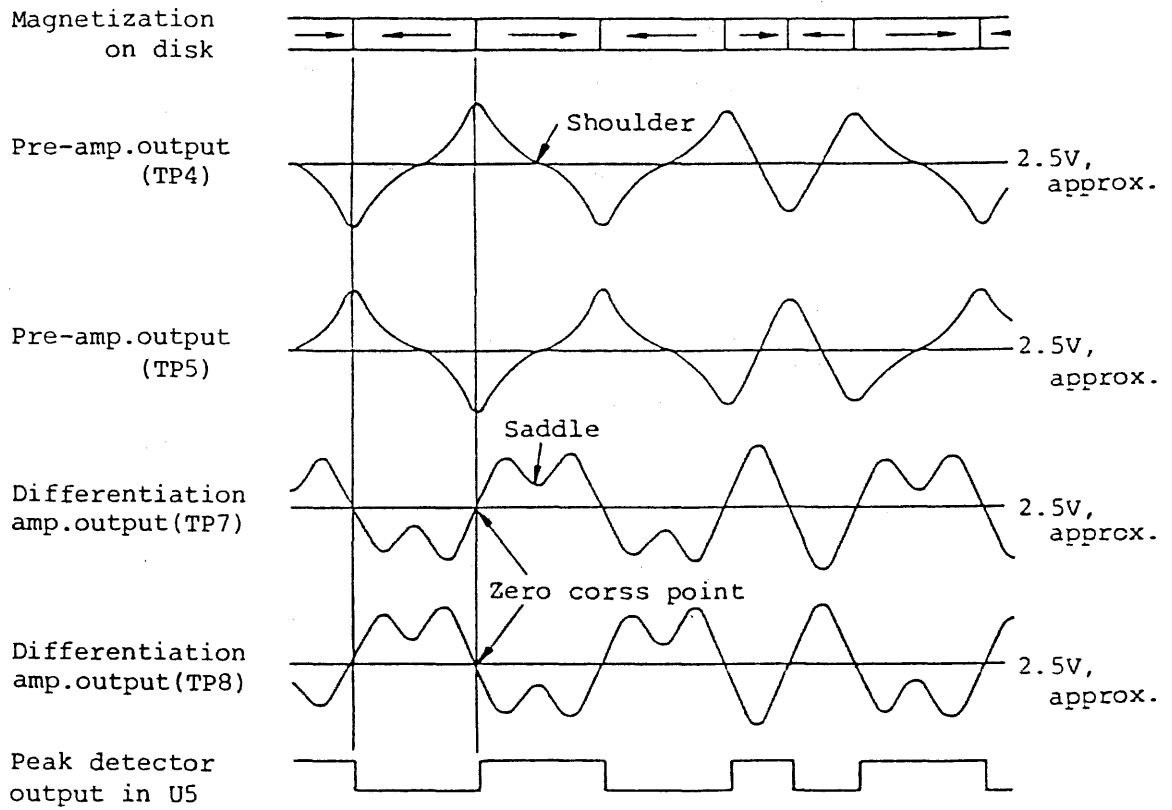 Magnetization
on disk
Shoulder
Pre-amp.output
(TP4)
2.5V,
approx.
Pre-amp.output
(TP5)
2.5V,
approx.
Saddle
Differentiation
amp.output(TP7)
2.5V,
approx.
Zero corss point
Differentiation
amp.output(TP8)
2.5V,
approx.
Peak detector
output in U5